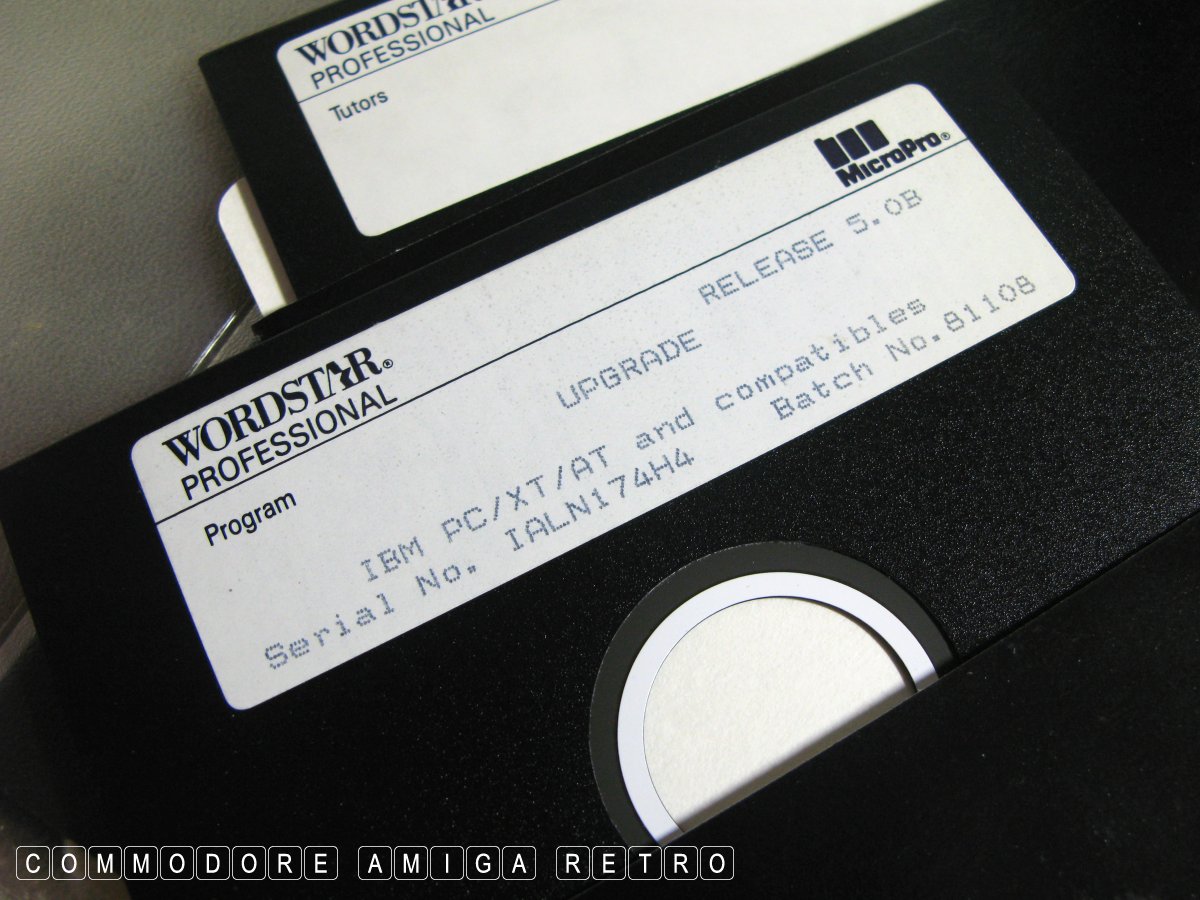 WORDSTAR
PROFESSIONAL
Tutors
MicroPro®
WORDSTAR®
PROFESSIONAL
Program
UPGRADE RELEASE 5.0B
IBM PC/XT/AT and compatibles
Serial No. IALN174H4 Batch No.81108
COMMODORE AMIGA RETRO